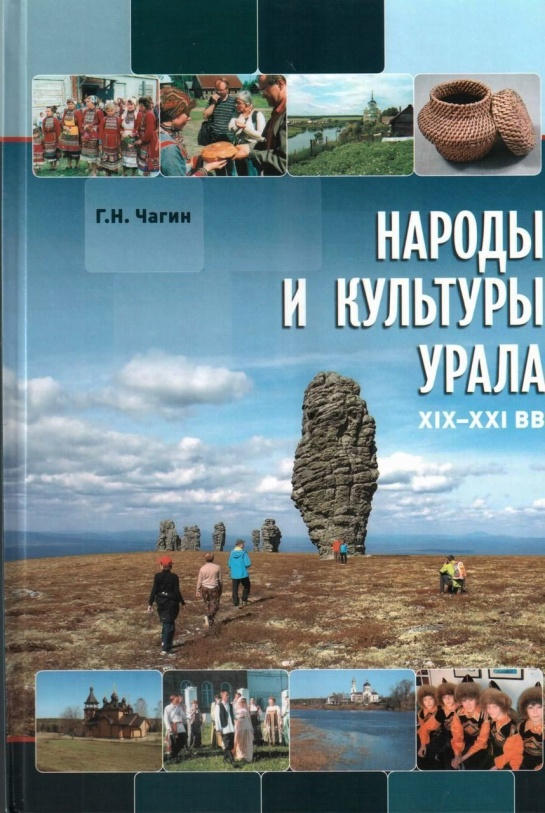 Г.Н. Чагин
НАРОДЫ
И КУЛЬТУРЫ
УРАЛА
XIX–XXI ВВ